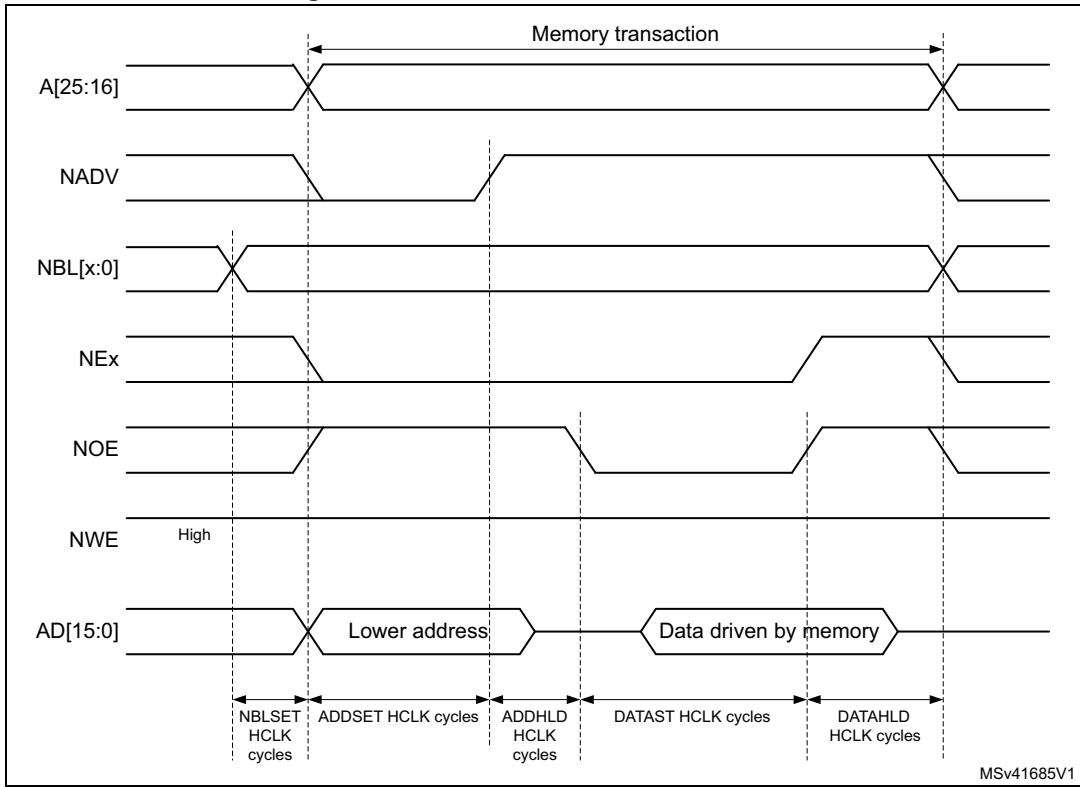 Memory transaction
A[25:16]
NADV
NBL[x:0]
NEx
NOE
NWE
High
AD[15:0]
Lower address
Data driven by memory
NBLSET
HCLK
cycles
ADDSET HCLK cycles
ADDHLD
HCLK
cycles
DATAST HCLK cycles
DATAHLD
HCLK cycles
MSv41685V1